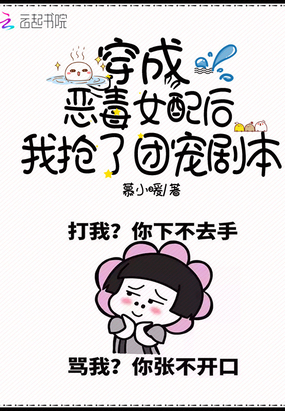 云起书院
穿成
恶毒女配后
我抢了团宠剧本
慕小暖/著
打我?你下不去手
骂我?你张不开口